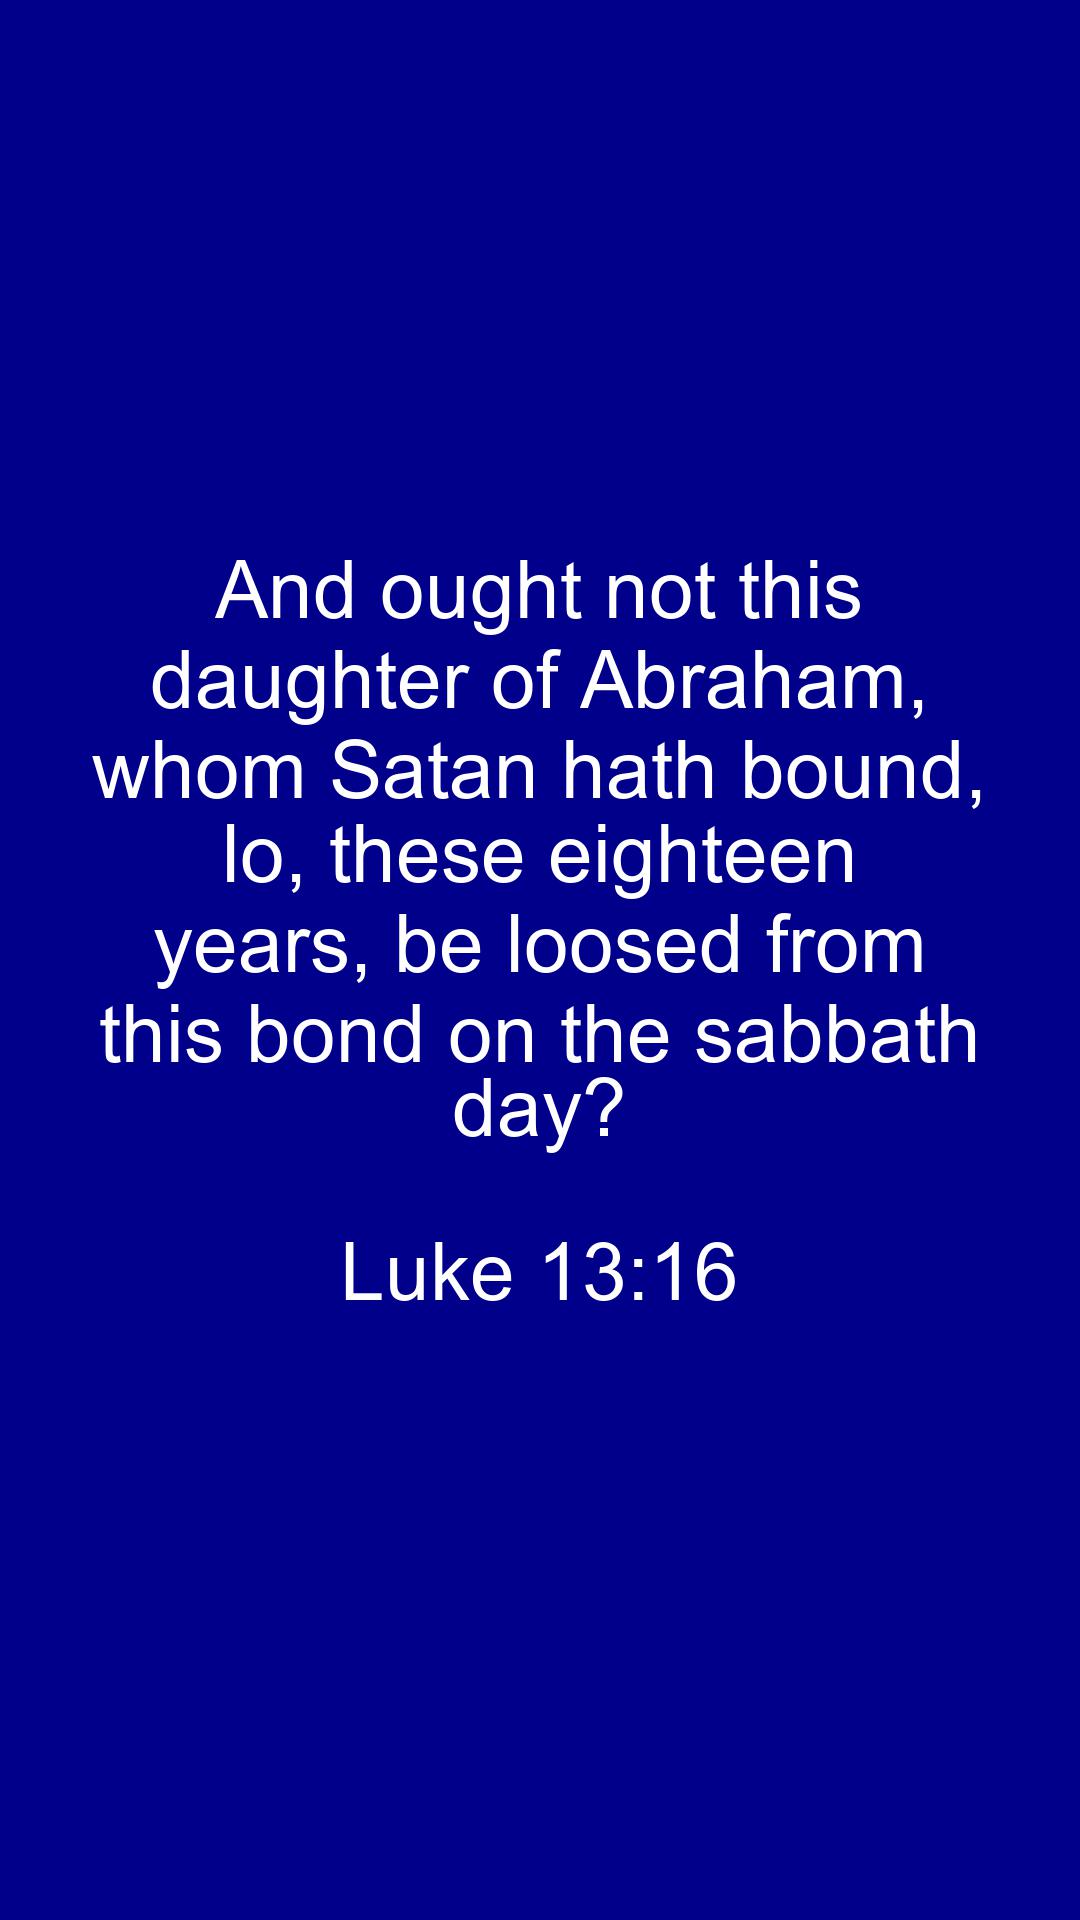 And ought not this
daughter of Abraham,
whom Satan hath bound,
lo, these eighteen
years, be loosed from
this bond on the sabbath
day?
Luke 13:16